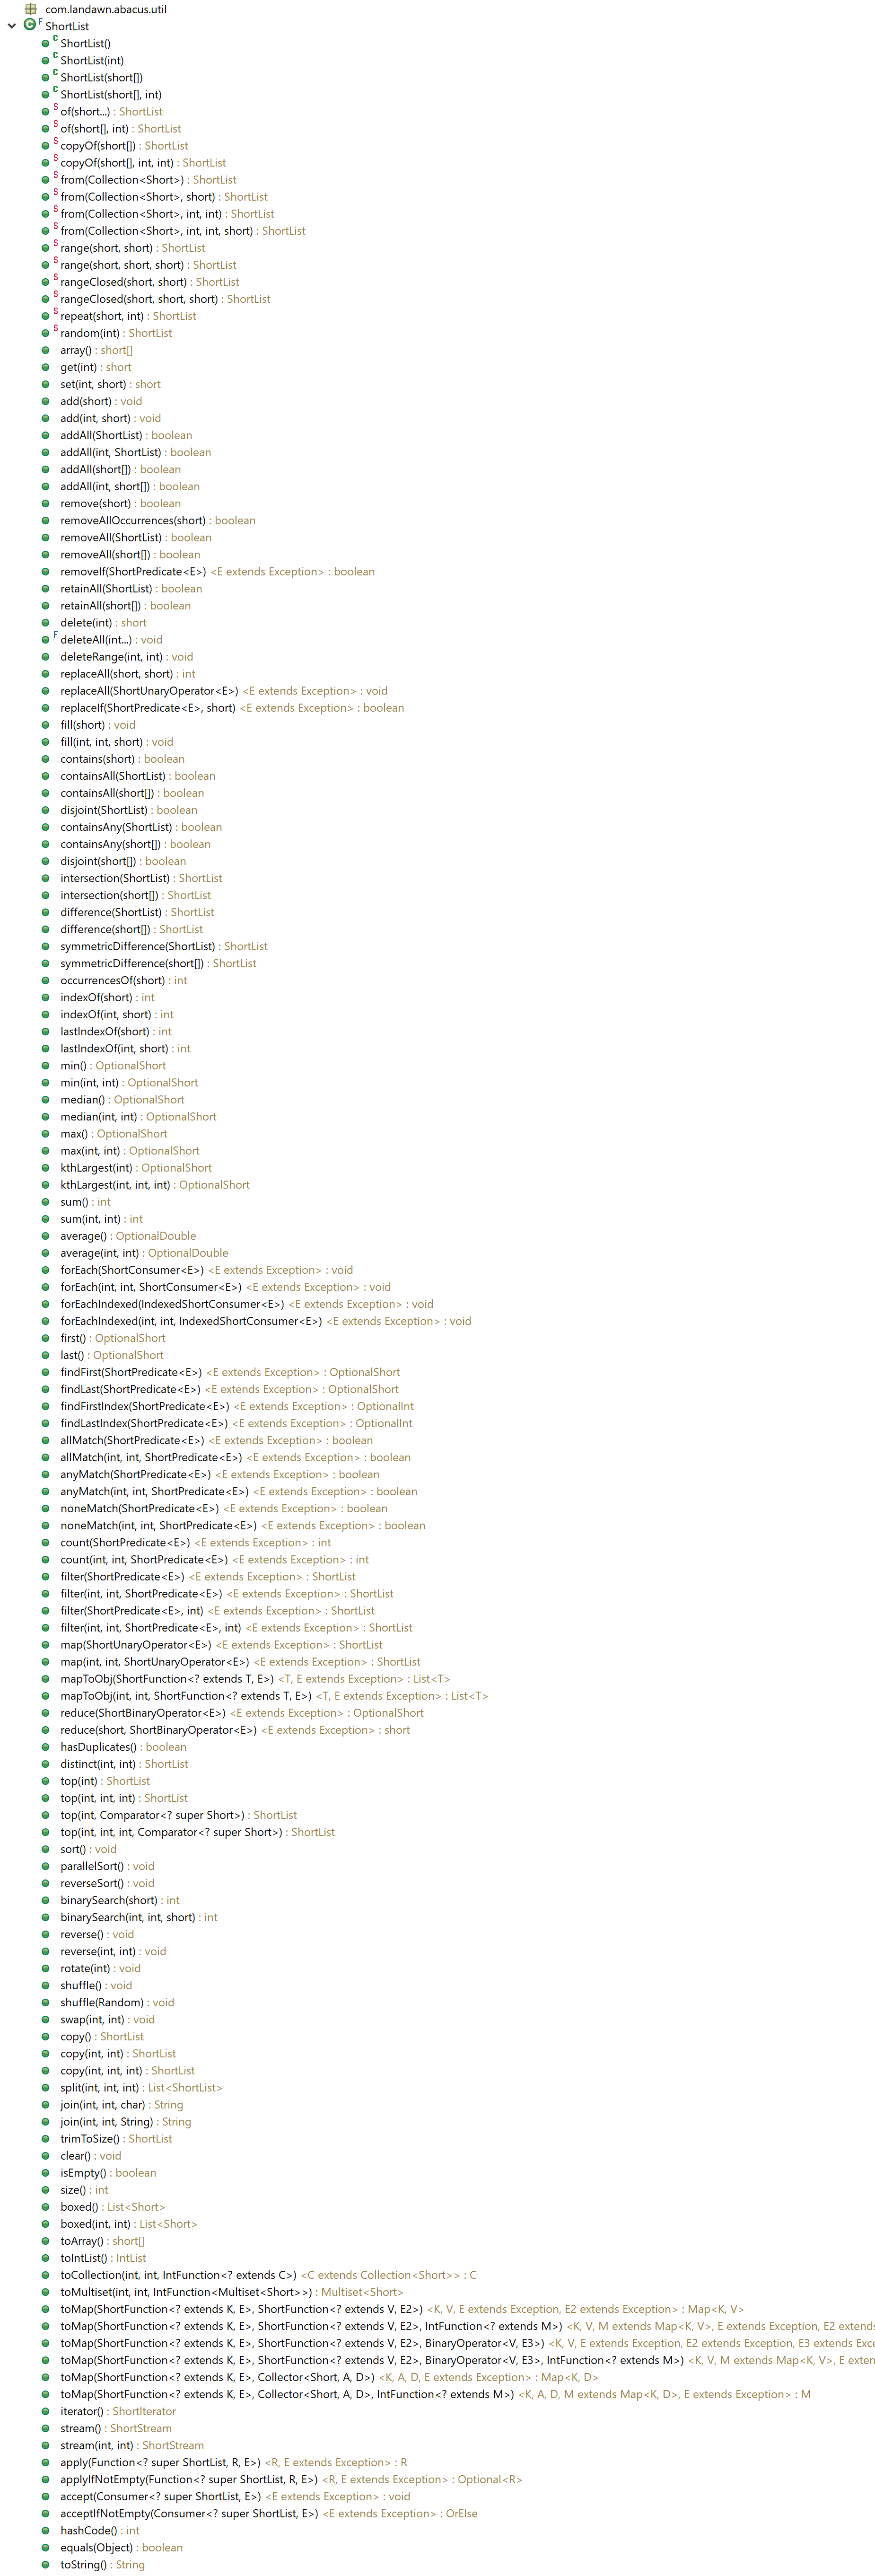 com.landawn.abacus.util
ShortList
ShortList()
ShortList(int)
ShortList(short[])
ShortList(short[], int)
of(short...) : ShortList
of(short[], int) : ShortList
copyOf(short[]) : ShortList
copyOf(short[], int, int) : ShortList
from(Collection<Short>) : ShortList
from(Collection<Short>, short) : ShortList
from(Collection<Short>, int, int) : ShortList
from(Collection<Short>, int, int, short) : ShortList
range(short, short) : ShortList
range(short, short, short) : ShortList
rangeClosed(short, short) : ShortList
rangeClosed(short, short, short) : ShortList
repeat(short, int) : ShortList
random(int) : ShortList
array() : short[]
get(int) : short
set(int, short) : short
add(short) : void
add(int, short) : void
addAll(ShortList) : boolean
addAll(int, ShortList) : boolean
addAll(short[]) : boolean
addAll(int, short[]) : boolean
remove(short) : boolean
removeAllOccurrences(short) : boolean
removeAll(ShortList) : boolean
removeAll(short[]) : boolean
removeIf(ShortPredicate<E>) <E extends Exception> : boolean
retainAll(ShortList) : boolean
retainAll(short[]) : boolean
delete(int) : short
deleteAll(int...) : void
deleteRange(int, int) : void
replaceAll(short, short) : int
replaceAll(ShortUnaryOperator<E>) <E extends Exception> : void
replaceIf(ShortPredicate<E>, short) <E extends Exception> : boolean
fill(short) : void
fill(int, int, short) : void
contains(short) : boolean
containsAll(ShortList) : boolean
containsAll(short[]) : boolean
disjoint(ShortList) : boolean
containsAny(ShortList) : boolean
containsAny(short[]) : boolean
disjoint(short[]) : boolean
intersection(ShortList) : ShortList
intersection(short[]) : ShortList
difference(ShortList) : ShortList
difference(short[]) : ShortList
symmetricDifference(ShortList) : ShortList
symmetricDifference(short[]) : ShortList
occurrencesOf(short) : int
indexOf(short) : int
indexOf(int, short) : int
lastIndexOf(short) : int
lastIndexOf(int, short) : int
min() : OptionalShort
min(int, int) : OptionalShort
median() : OptionalShort
median(int, int) : OptionalShort
max() : OptionalShort
max(int, int) : OptionalShort
kthLargest(int) : OptionalShort
kthLargest(int, int, int) : OptionalShort
sum() : int
sum(int, int) : int
average() : OptionalDouble
average(int, int) : OptionalDouble
forEach(ShortConsumer<E>) <E extends Exception> : void
forEach(int, int, ShortConsumer<E>) <E extends Exception> : void
forEachIndexed(IndexedShortConsumer<E>) <E extends Exception> : void
forEachIndexed(int, int, IndexedShortConsumer<E>) <E extends Exception> : void
first() : OptionalShort
last() : OptionalShort
findFirst(ShortPredicate<E>) <E extends Exception> : OptionalShort
findLast(ShortPredicate<E>) <E extends Exception> : OptionalShort
findFirstIndex(ShortPredicate<E>) <E extends Exception> : OptionalInt
findLastIndex(ShortPredicate<E>) <E extends Exception> : OptionalInt
allMatch(ShortPredicate<E>) <E extends Exception> : boolean
allMatch(int, int, ShortPredicate<E>) <E extends Exception> : boolean
anyMatch(ShortPredicate<E>) <E extends Exception> : boolean
anyMatch(int, int, ShortPredicate<E>) <E extends Exception> : boolean
noneMatch(ShortPredicate<E>) <E extends Exception> : boolean
noneMatch(int, int, ShortPredicate<E>) <E extends Exception> : boolean
count(ShortPredicate<E>) <E extends Exception> : int
count(int, int, ShortPredicate<E>) <E extends Exception> : int
filter(ShortPredicate<E>) <E extends Exception> : ShortList
filter(int, int, ShortPredicate<E>) <E extends Exception> : ShortList
filter(ShortPredicate<E>, int) <E extends Exception> : ShortList
filter(int, int, ShortPredicate<E>, int) <E extends Exception> : ShortList
map(ShortUnaryOperator<E>) <E extends Exception> : ShortList
map(int, int, ShortUnaryOperator<E>) <E extends Exception> : ShortList
mapToObj(ShortFunction<? extends T, E>) <T, E extends Exception> : List<T>
mapToObj(int, int, ShortFunction<? extends T, E>) <T, E extends Exception> : List<T>
reduce(ShortBinaryOperator<E>) <E extends Exception> : OptionalShort
reduce(short, ShortBinaryOperator<E>) <E extends Exception> : short
hasDuplicates() : boolean
distinct(int, int) : ShortList
top(int) : ShortList
top(int, int, int) : ShortList
top(int, Comparator<? super Short>) : ShortList
top(int, int, int, Comparator<? super Short>) : ShortList
sort() : void
parallelSort() : void
reverseSort() : void
binarySearch(short) : int
binarySearch(int, int, short) : int
reverse() : void
reverse(int, int) : void
rotate(int) : void
shuffle() : void
shuffle(Random) : void
swap(int, int) : void
copy() : ShortList
copy(int, int) : ShortList
copy(int, int, int) : ShortList
split(int, int, int) : List<ShortList>
join(int, int, char) : String
join(int, int, String) : String
trimToSize() : ShortList
clear() : void
isEmpty() : boolean
size() : int
boxed() : List<Short>
boxed(int, int) : List<Short>
toArray() : short[]
toIntList() : IntList
toCollection(int, int, IntFunction<? extends C>) <C extends Collection<Short>> : C
toMultiset(int, int, IntFunction<Multiset<Short>>) : Multiset<Short>
toMap(ShortFunction<? extends K, E>, ShortFunction<? extends V, E2>) <K, V, E extends Exception, E2 extends Exception> : Map<K, V>
toMap(ShortFunction<? extends K, E>, ShortFunction<? extends V, E2>, IntFunction<? extends M>) <K, V, M extends Map<K, V>, E extends Exception, E2 extends
toMap(ShortFunction<? extends K, E>, ShortFunction<? extends V, E2>, BinaryOperator<V, E3>) <K, V, E extends Exception, E2 extends Exception, E3 extends Exce
toMap(ShortFunction<? extends K, E>, ShortFunction<? extends V, E2>, BinaryOperator<V, E3>, IntFunction<? extends M>) <K, V, M extends Map<K, V>, E exten
toMap(ShortFunction<? extends K, E>, Collector<Short, A, D>) <K, A, D, E extends Exception> : Map<K, D>
toMap(ShortFunction<? extends K, E>, Collector<Short, A, D>, IntFunction<? extends M>) <K, A, D, M extends Map<K, D>, E extends Exception> : M
iterator() : ShortIterator
stream() : ShortStream
stream(int, int) : ShortStream
apply(Function<? super ShortList, R, E>) <R, E extends Exception> : R
applyIfNotEmpty(Function<? super ShortList, R, E>) <R, E extends Exception> : Optional<R>
accept(Consumer<? super ShortList, E>) <E extends Exception> : void
acceptIfNotEmpty(Consumer<? super ShortList, E>) <E extends Exception> : OrElse
hashCode() : int
equals(Object) : boolean
toString() : String